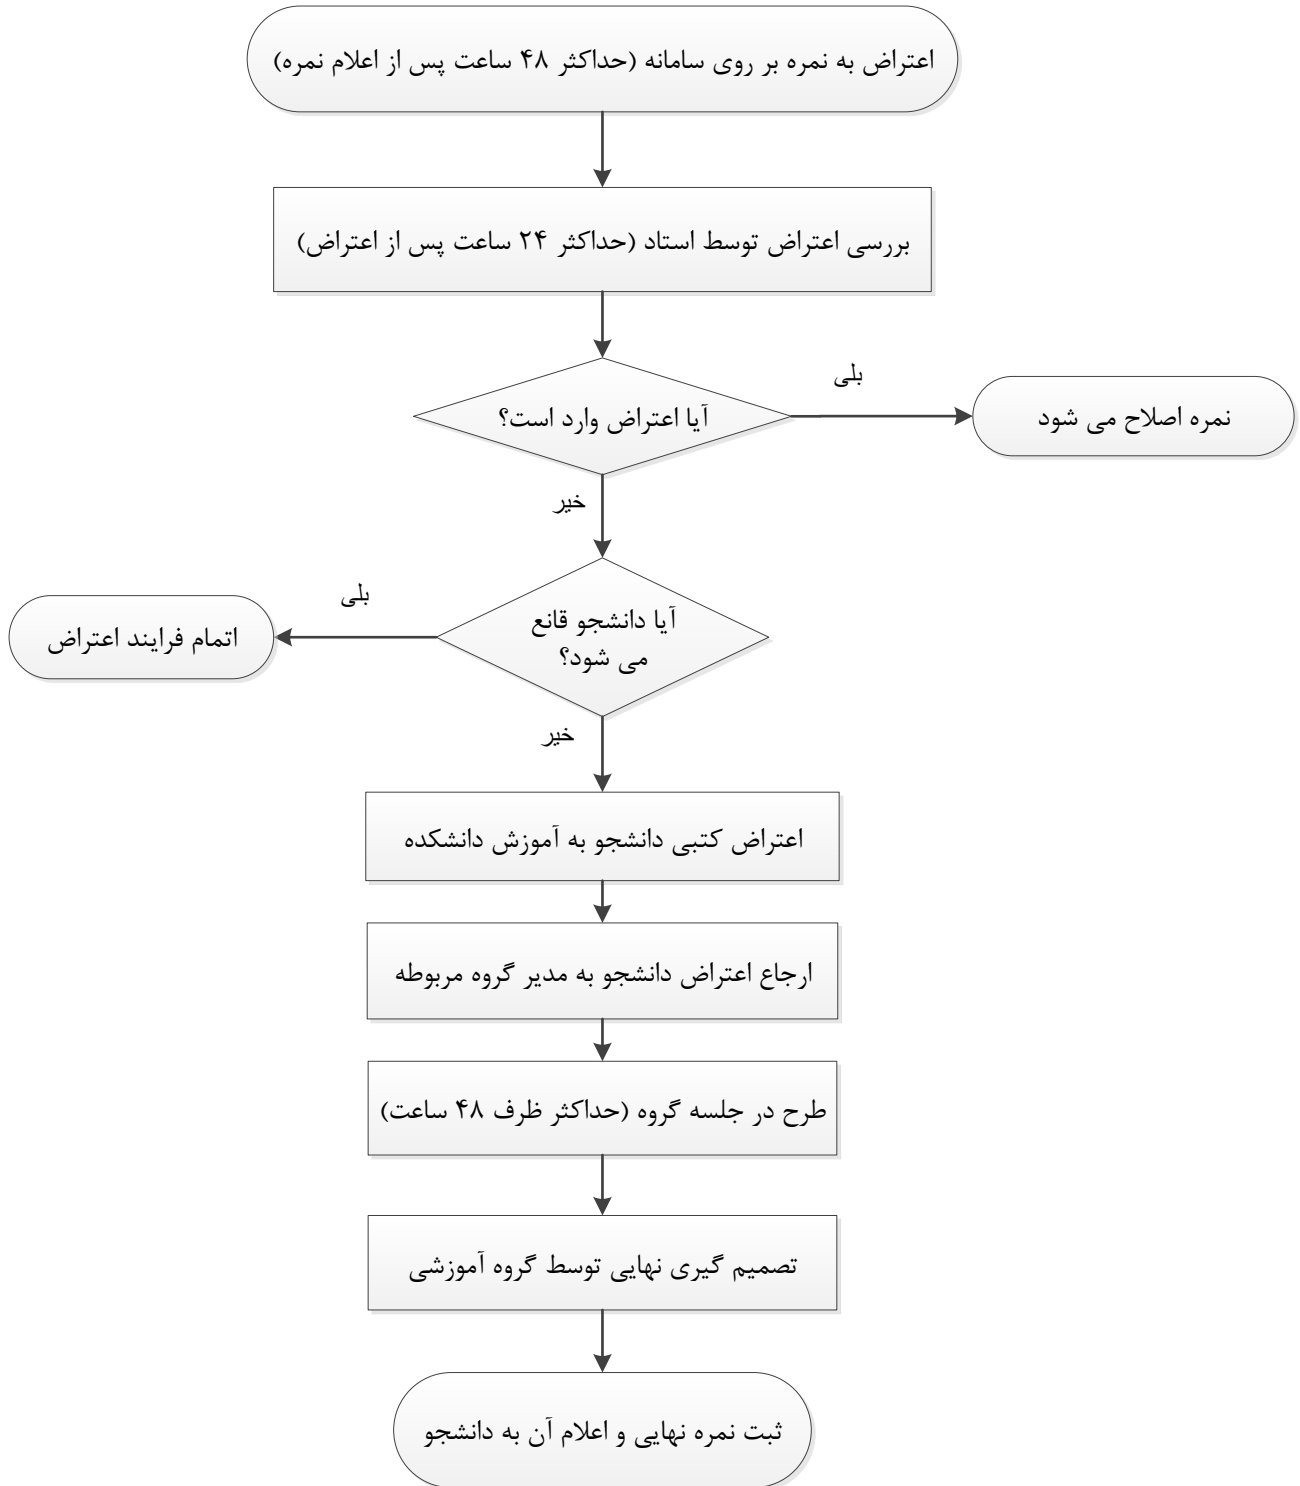 اعتراض به نمره بر روی سامانه (حداکثر ۴۸ ساعت پس از اعلام نمره)
بررسی اعتراض توسط استاد (حداکثر ۲۴ ساعت پس از اعتراض)
آیا اعتراض وارد است؟
بلی
نمره اصلاح می شود
خیر
آیا دانشجو قانع
می شود؟
بلی
اتمام فرایند اعتراض
خیر
اعتراض کتبی دانشجو به آموزش دانشکده
ارجاع اعتراض دانشجو به مدیر گروه مربوطه
طرح در جلسه گروه (حداکثر ظرف ۴۸ ساعت)
تصمیم گیری نهایی توسط گروه آموزشی
ثبت نمره نهایی و اعلام آن به دانشجو